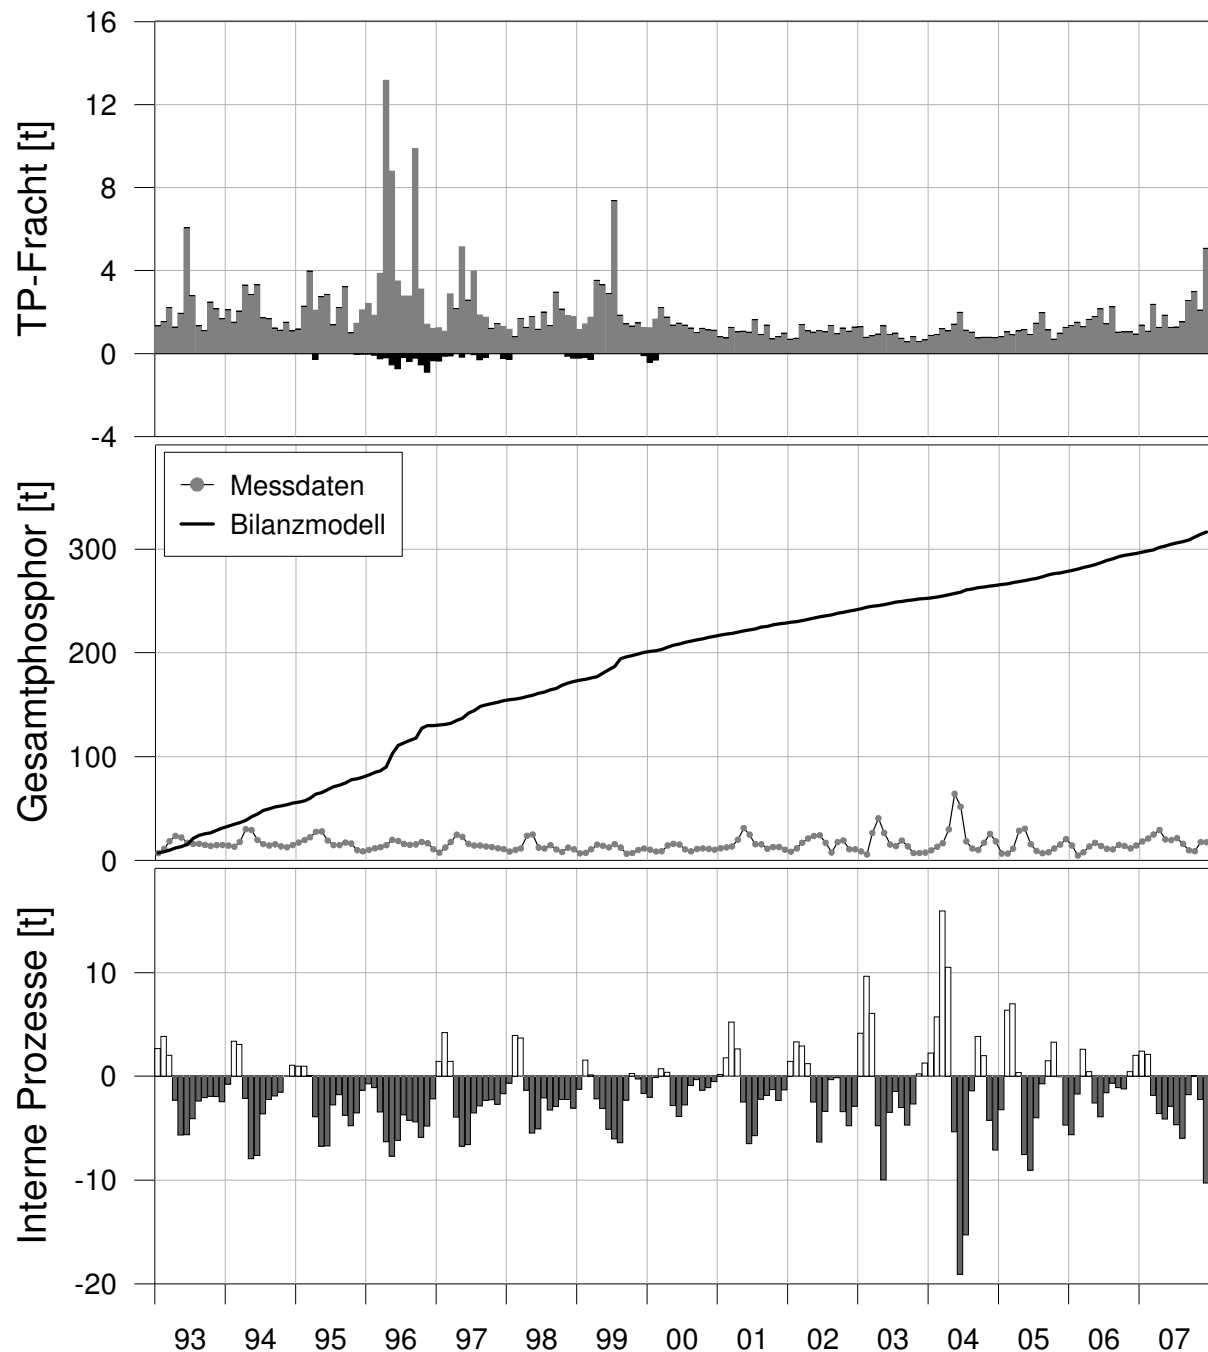 TP-Fracht [t]
16
12
8
4
0
-4
Gesamtphosphor [t]
Messdaten
Bilanzmodell
300
200
100
0
Interne Prozesse [t]
10
0
-10
-20
93 94 95 96 97 98 99 00 01 02 03 04 05 06 07